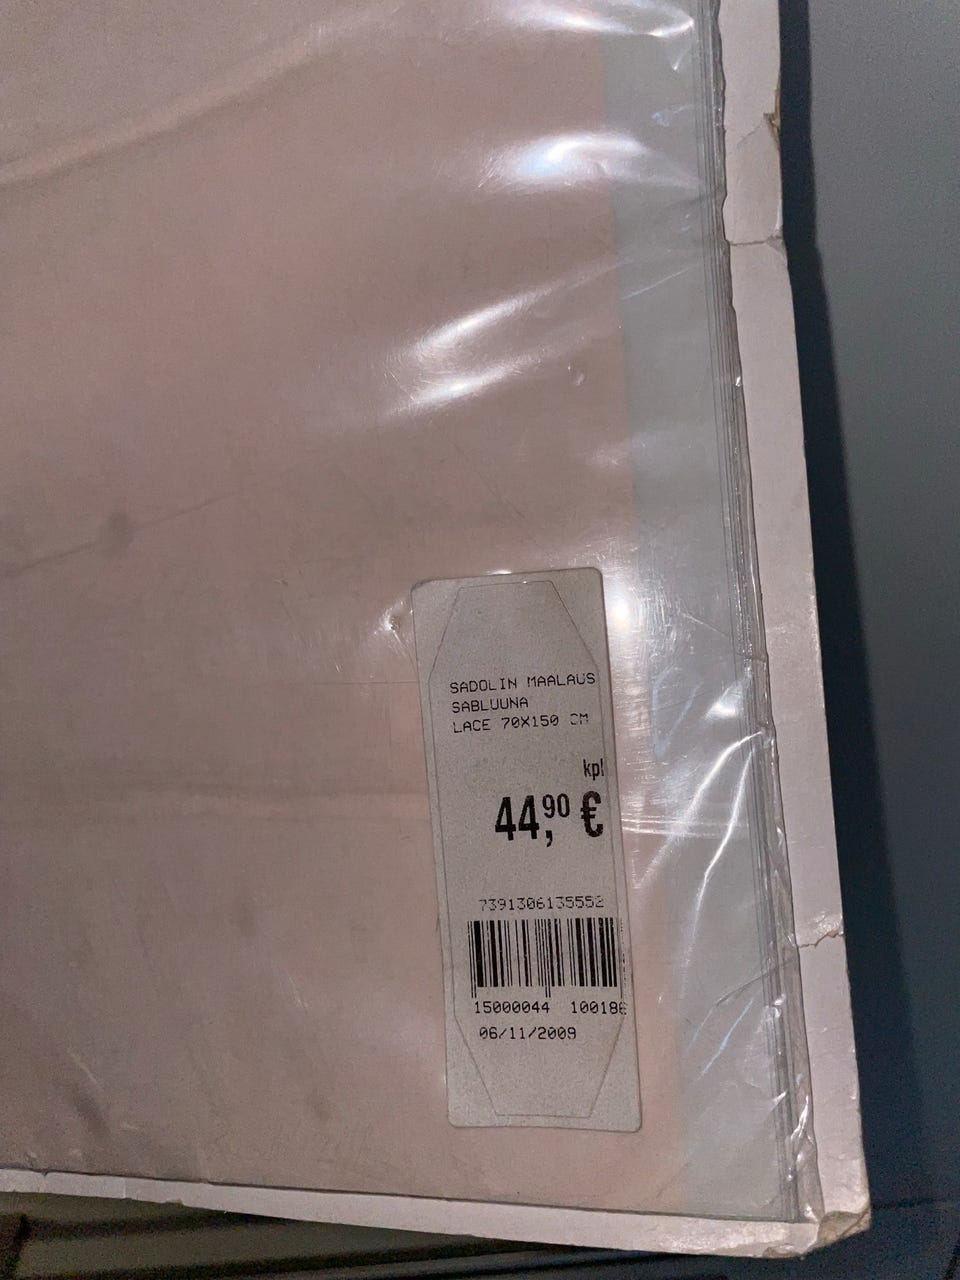 SADOLIN MAALAUS
SABLUUNA
LACE 70X150 CM
kpl
44,90 €
7391306135552
15000044 100186
06/11/2009